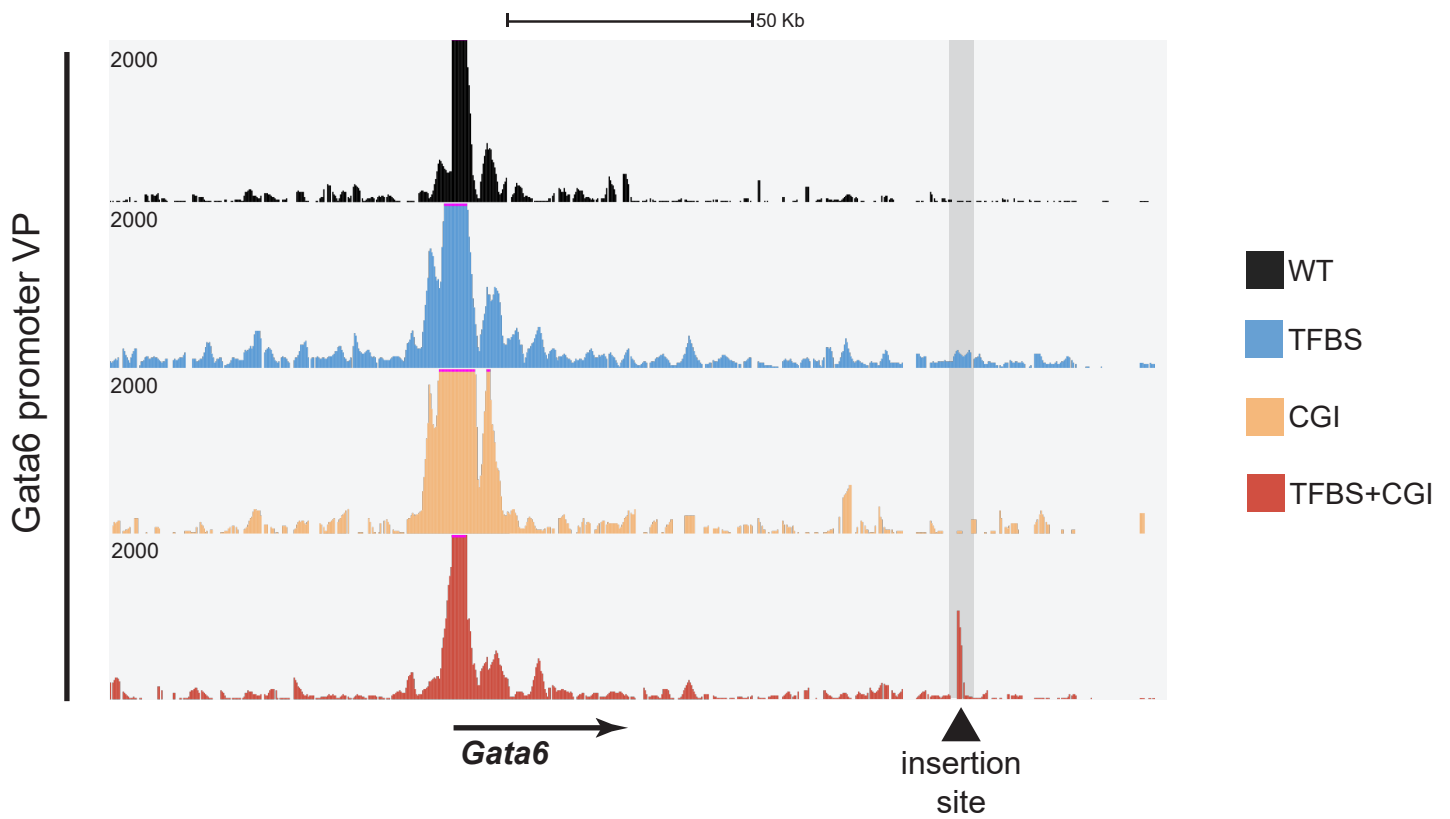 50 Kb
Gata6 promoter VP
2000
2000
2000
2000
WT
TFBS
CGI
TFBS+CGI
Gata6
insertion
site